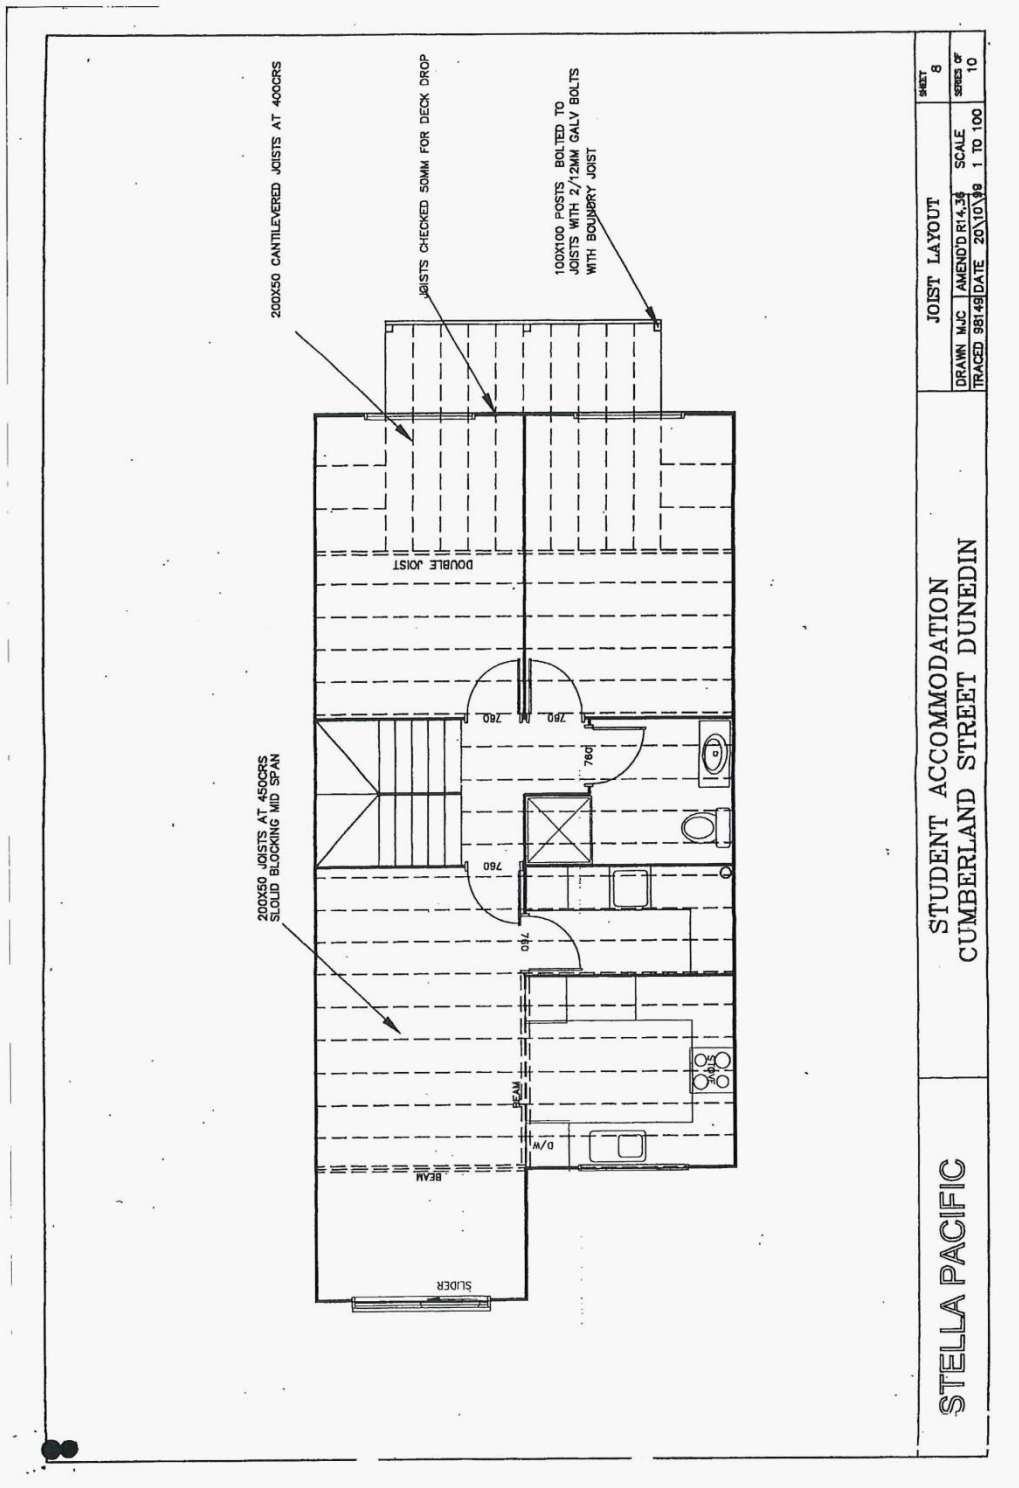 200X50 CANTILEVERED JOISTS AT 400CRS
JOISTS CHECKED 50MM FOR DECK DROP
100X100 POSTS BOLTED TO
JOISTS WITH 2/12MM GALV BOLTS
WITH BOUNDRY JOIST
DOUBLE JOIST
760
760
760
200X50 JOISTS AT 450CRS
SLOLID BLOCKING MID SPAN
760
760
BEAM
STOVE
D/W
BEAM
SLIDER
STELLA PACIFIC
STUDENT ACCOMMODATION
CUMBERLAND STREET DUNEDIN
JOIST LAYOUT
SHEET
8
DRAWN MJC
AMEND'D R14.36
SCALE
SERIES OF
TRACED 98149
DATE 20\10\99
1 TO 100
10